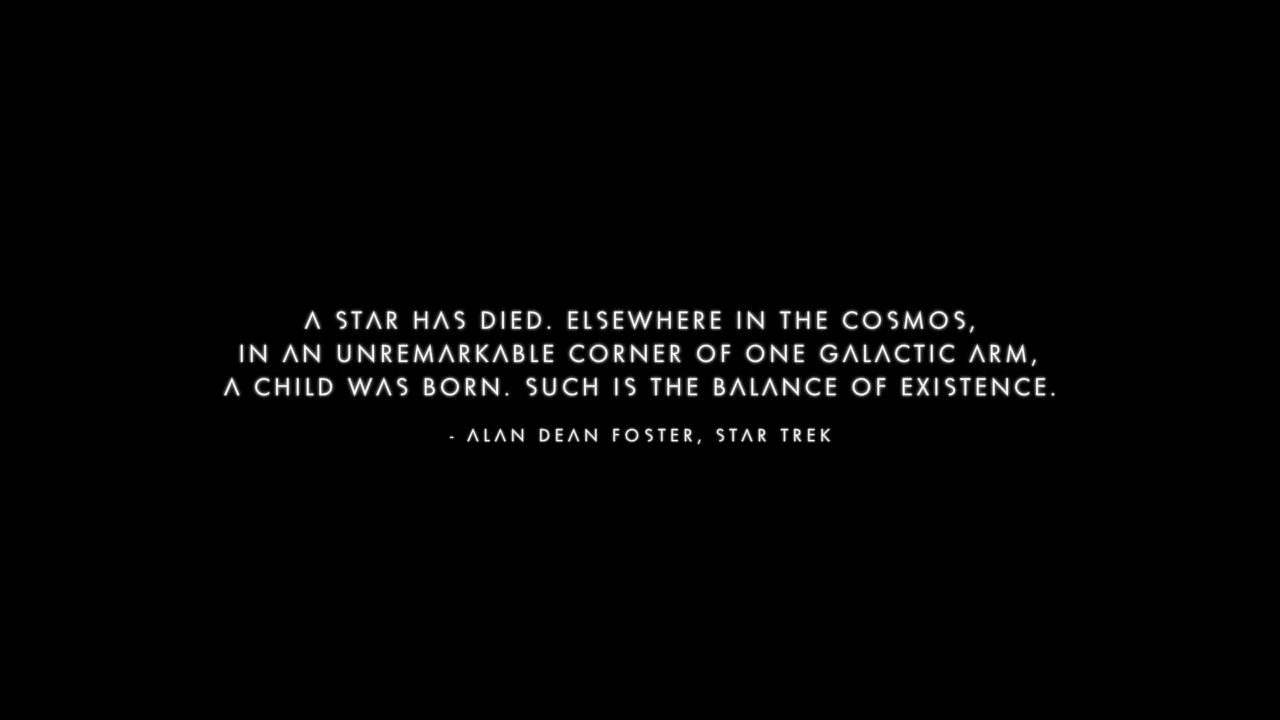 A STAR HAS DIED. ELSEWHERE IN THE COSMOS,
IN AN UNREMARKABLE CORNER OF ONE GALACTIC ARM,
A CHILD WAS BORN. SUCH IS THE BALANCE OF EXISTENCE.
- ALAN DEAN FOSTER, STAR TREK